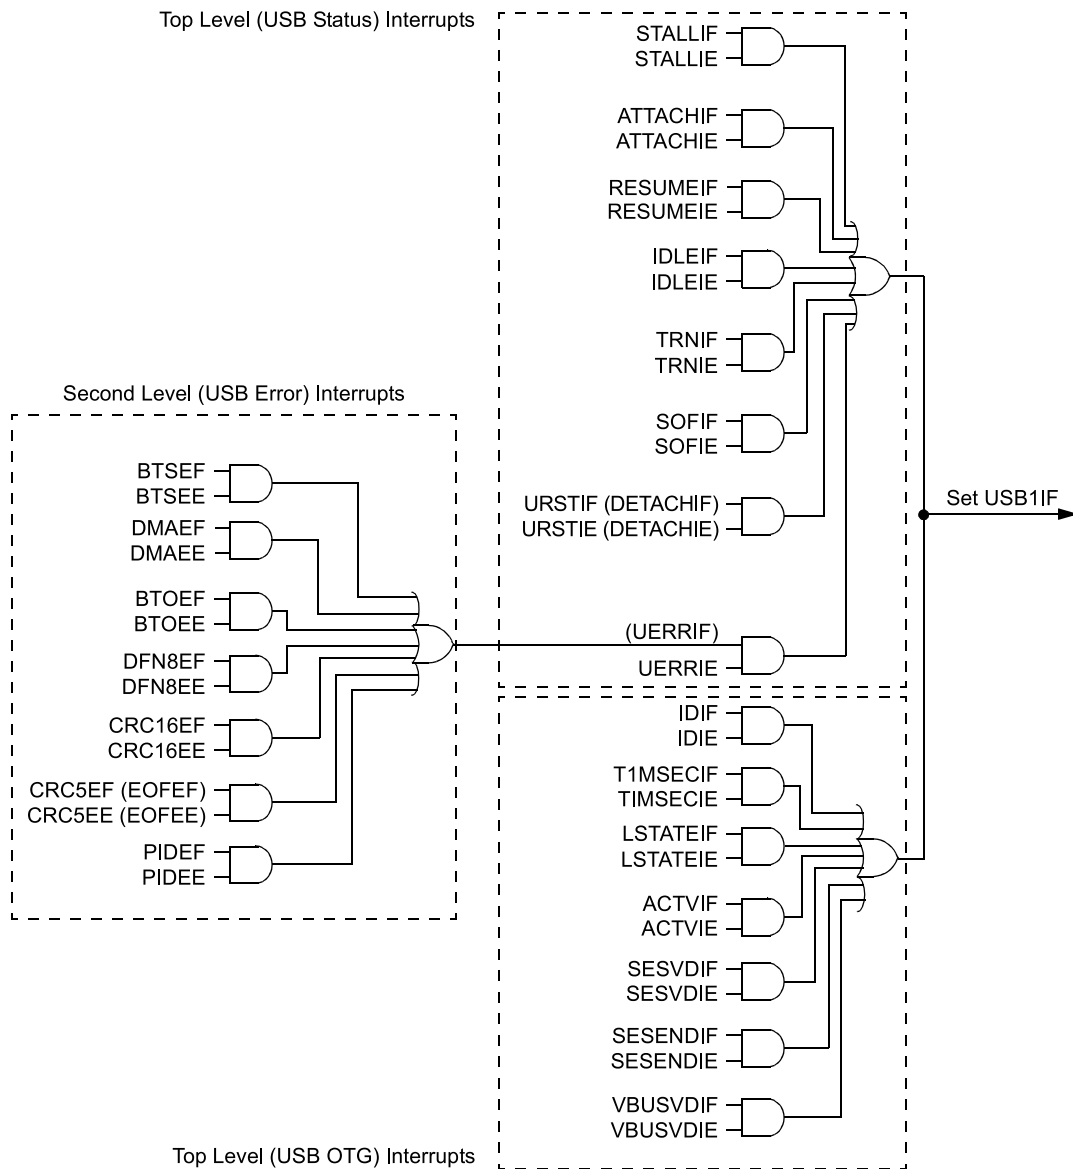 Top Level (USB Status) Interrupts
STALLIF
STALLIE
ATTACHIF
ATTACHIE
RESUMEIF
RESUMEIE
IDLEIF
IDLEIE
TRNIF
TRNIE
SOFIF
SOFIE
URSTIF (DETACHIF)
URSTIE (DETACHIE)
(UERRIF)
UERRIE
Set USB1IF
Second Level (USB Error) Interrupts
BTSEF
BTSEE
DMAEF
DMAEE
BTOEF
BTOEE
DFN8EF
DFN8EE
CRC16EF
CRC16EE
CRC5EF (EOFEF)
CRC5EE (EOFEE)
PIDEF
PIDEE
IDIF
IDIE
T1MSECIF
TIMSECIE
LSTATEIF
LSTATEIE
ACTVIF
ACTVIE
SESVDIF
SESVDIE
SESENDIF
SESENDIE
VBUSVDIF
VBUSVDIE
Top Level (USB OTG) Interrupts